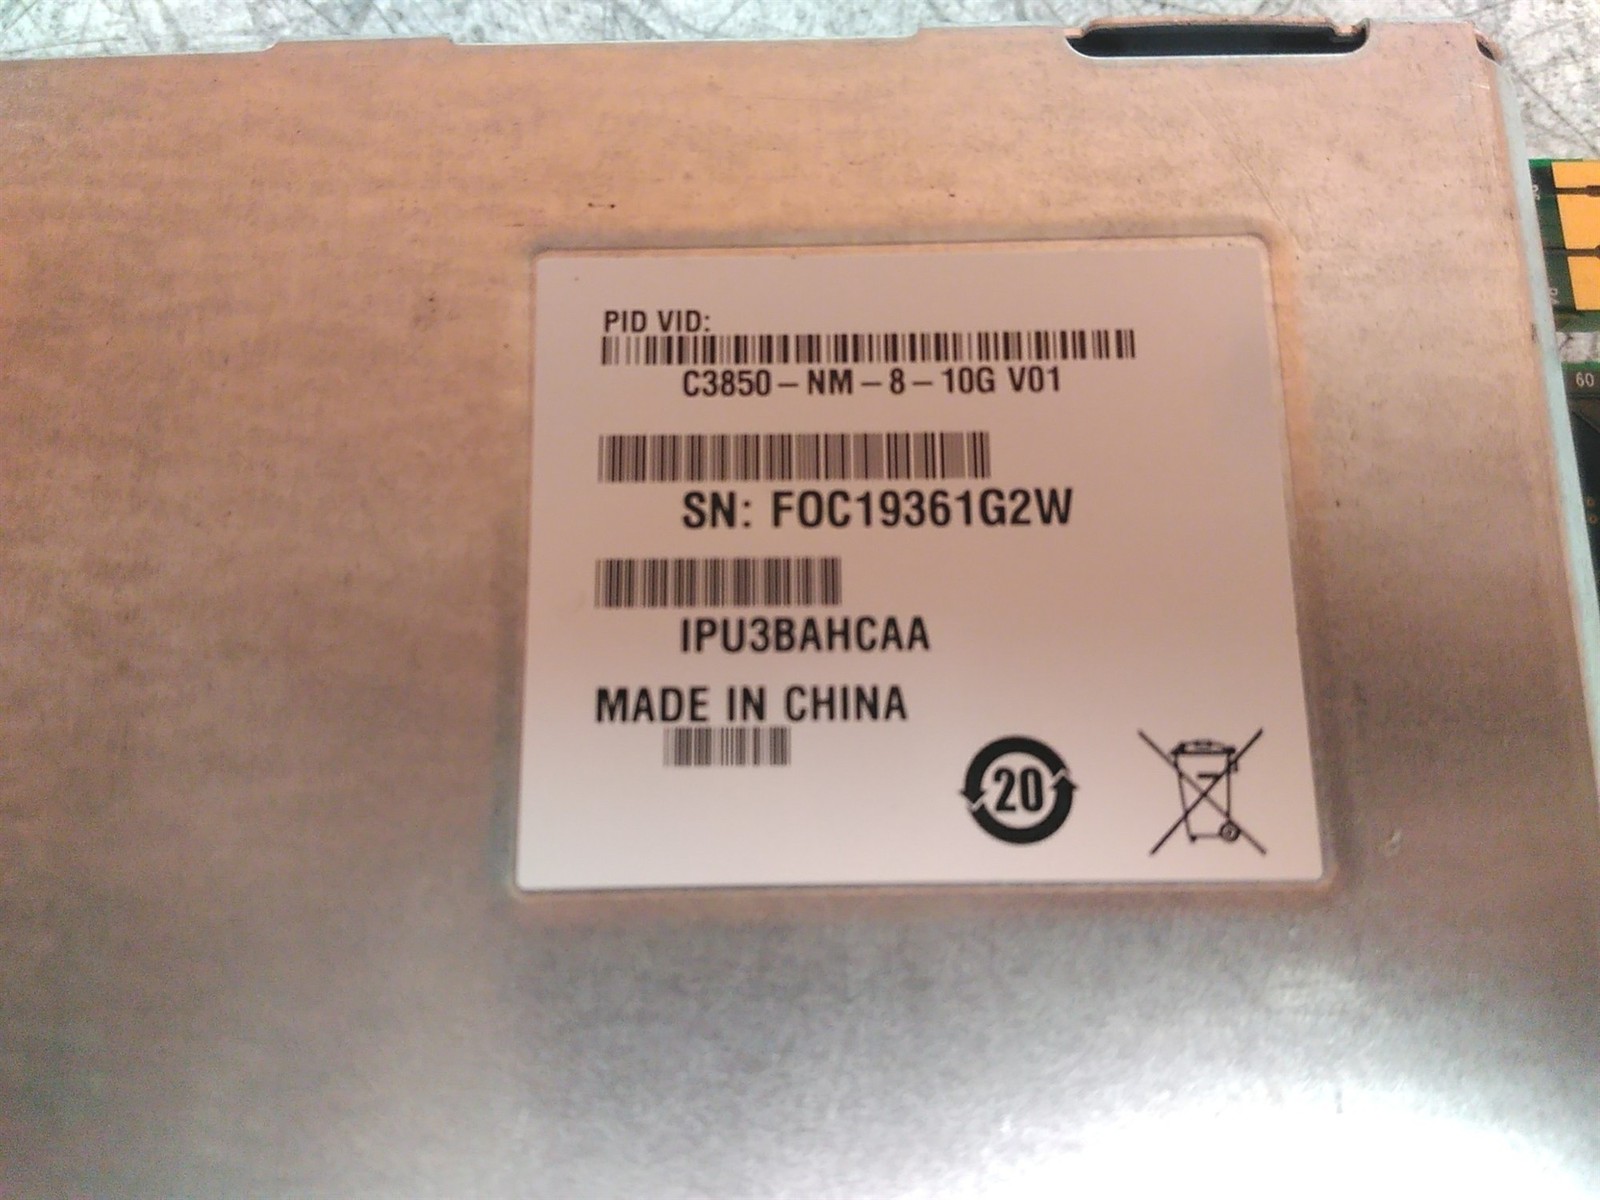 PID VID:
C3850-NM-8-10G V01
SN: FOC19361G2W
IPU3BAHCAA
MADE IN CHINA
20
60